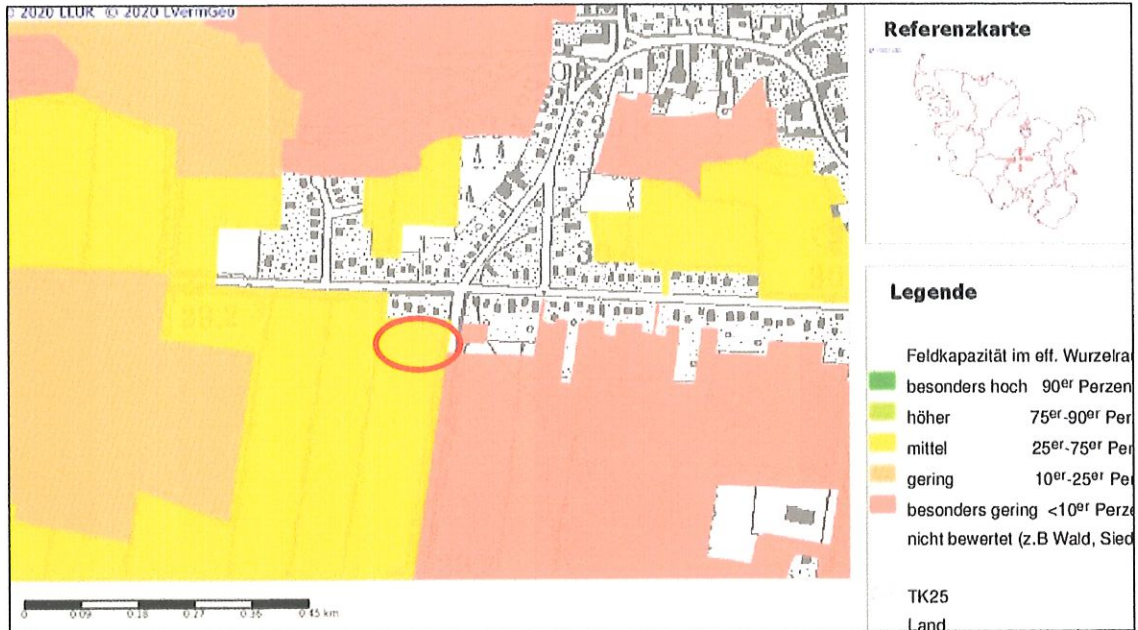 © 2020 LLUR © 2020 LVermGeo
Referenzkarte
Legende
Feldkapazität im eff. Wurzelrau
besonders hoch 90er Perzen
höher 75er-90er Per
mittel 25er-75er Per
gering 10er-25er Per
besonders gering <10er Perze
nicht bewertet (z.B Wald, Sied
TK25
Land
0 0.09 0.18 0.27 0.36 0.45 km